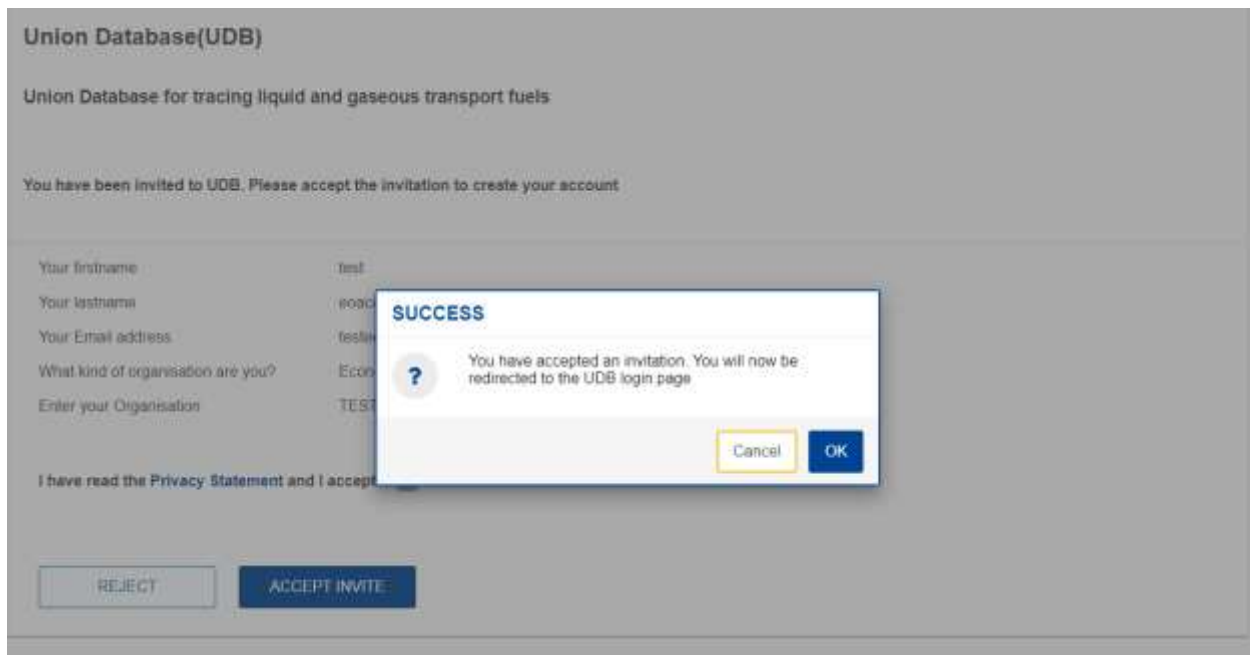 Union Database(UDB)
Union Database for tracing liquid and gaseous transport fuels
You have been invited to UDB. Please accept the invitation to create your account
Your firstname test
Your lastname
Your Email address
What kind of organisation are you? Econ
Enter your Organisation TEST
SUCCESS
?
You have accepted an invitation. You will now be
redirected to the UDB login page
Cancel OK
I have read the Privacy Statement and I accept
REJECT ACCEPT INVITE